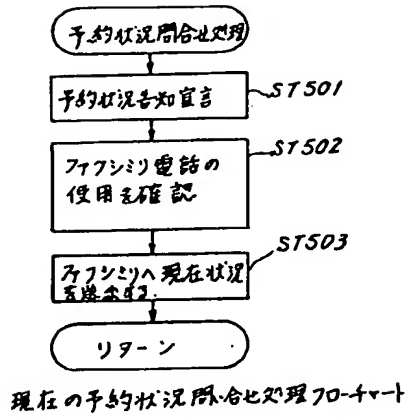 予約状況問合せ処理
予約状況告知宣言
ST501
ファクシミリ電話の
使用を確認
ST502
ファクシミリへ現在状況
を送出する.
ST503
リターン
現在の予約状況問合せ処理フローチャート